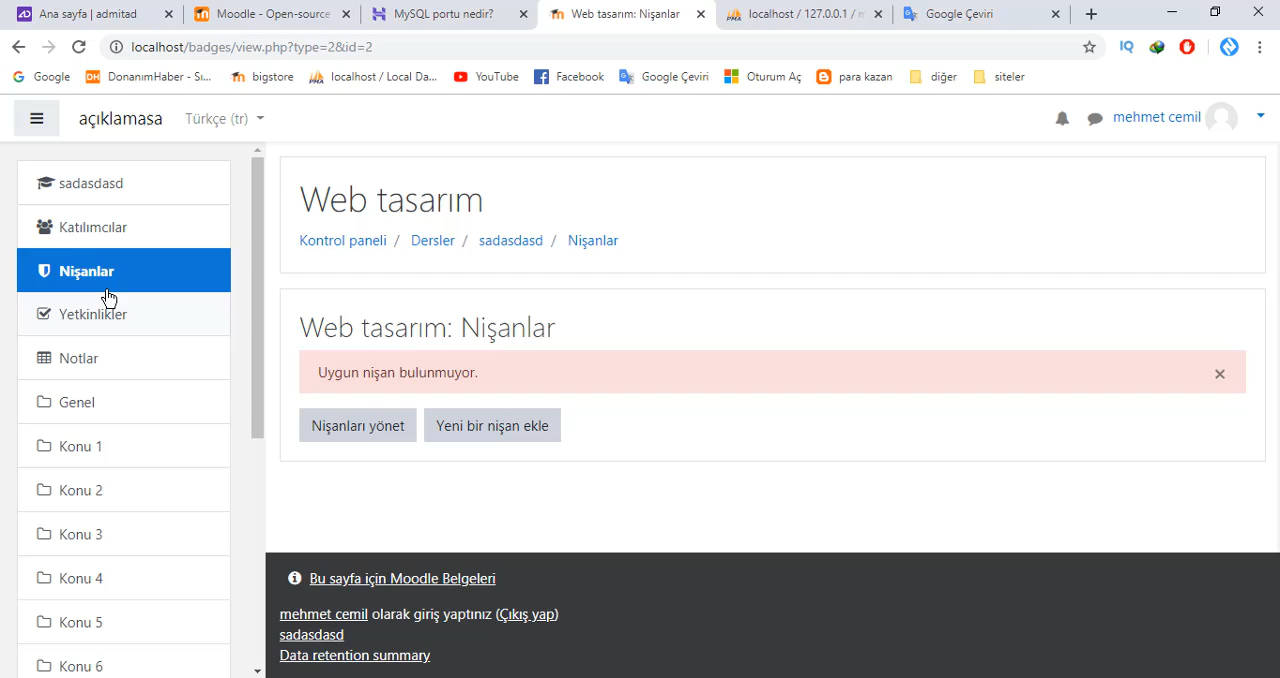 Ana sayfa | admitad
Moodle - Open-source
MySQL portu nedir?
Web tasarım: Nişanlar
localhost / 127.0.0.1 / m
Google Çeviri
localhost/badges/view.php?type=2&id=2
IQ
Google
DH DonanımHaber - Si...
bigstore
localhost / Local Da...
YouTube
Facebook
Google Çeviri
Oturum Aç
para kazan
diğer
siteler
açıklamasa
Türkçe (tr)
mehmet cemil
sadasdasd
Katılımcılar
Nişanlar
Yetkinlikler
Notlar
Genel
Konu 1
Konu 2
Konu 3
Konu 4
Konu 5
Konu 6
Web tasarım
Kontrol paneli / Dersler / sadasdasd / Nişanlar
Web tasarım: Nişanlar
Uygun nişan bulunmuyor.
Nişanları yönet
Yeni bir nişan ekle
Bu sayfa için Moodle Belgeleri
mehmet cemil olarak giriş yaptınız (Çıkış yap)
sadasdasd
Data retention summary